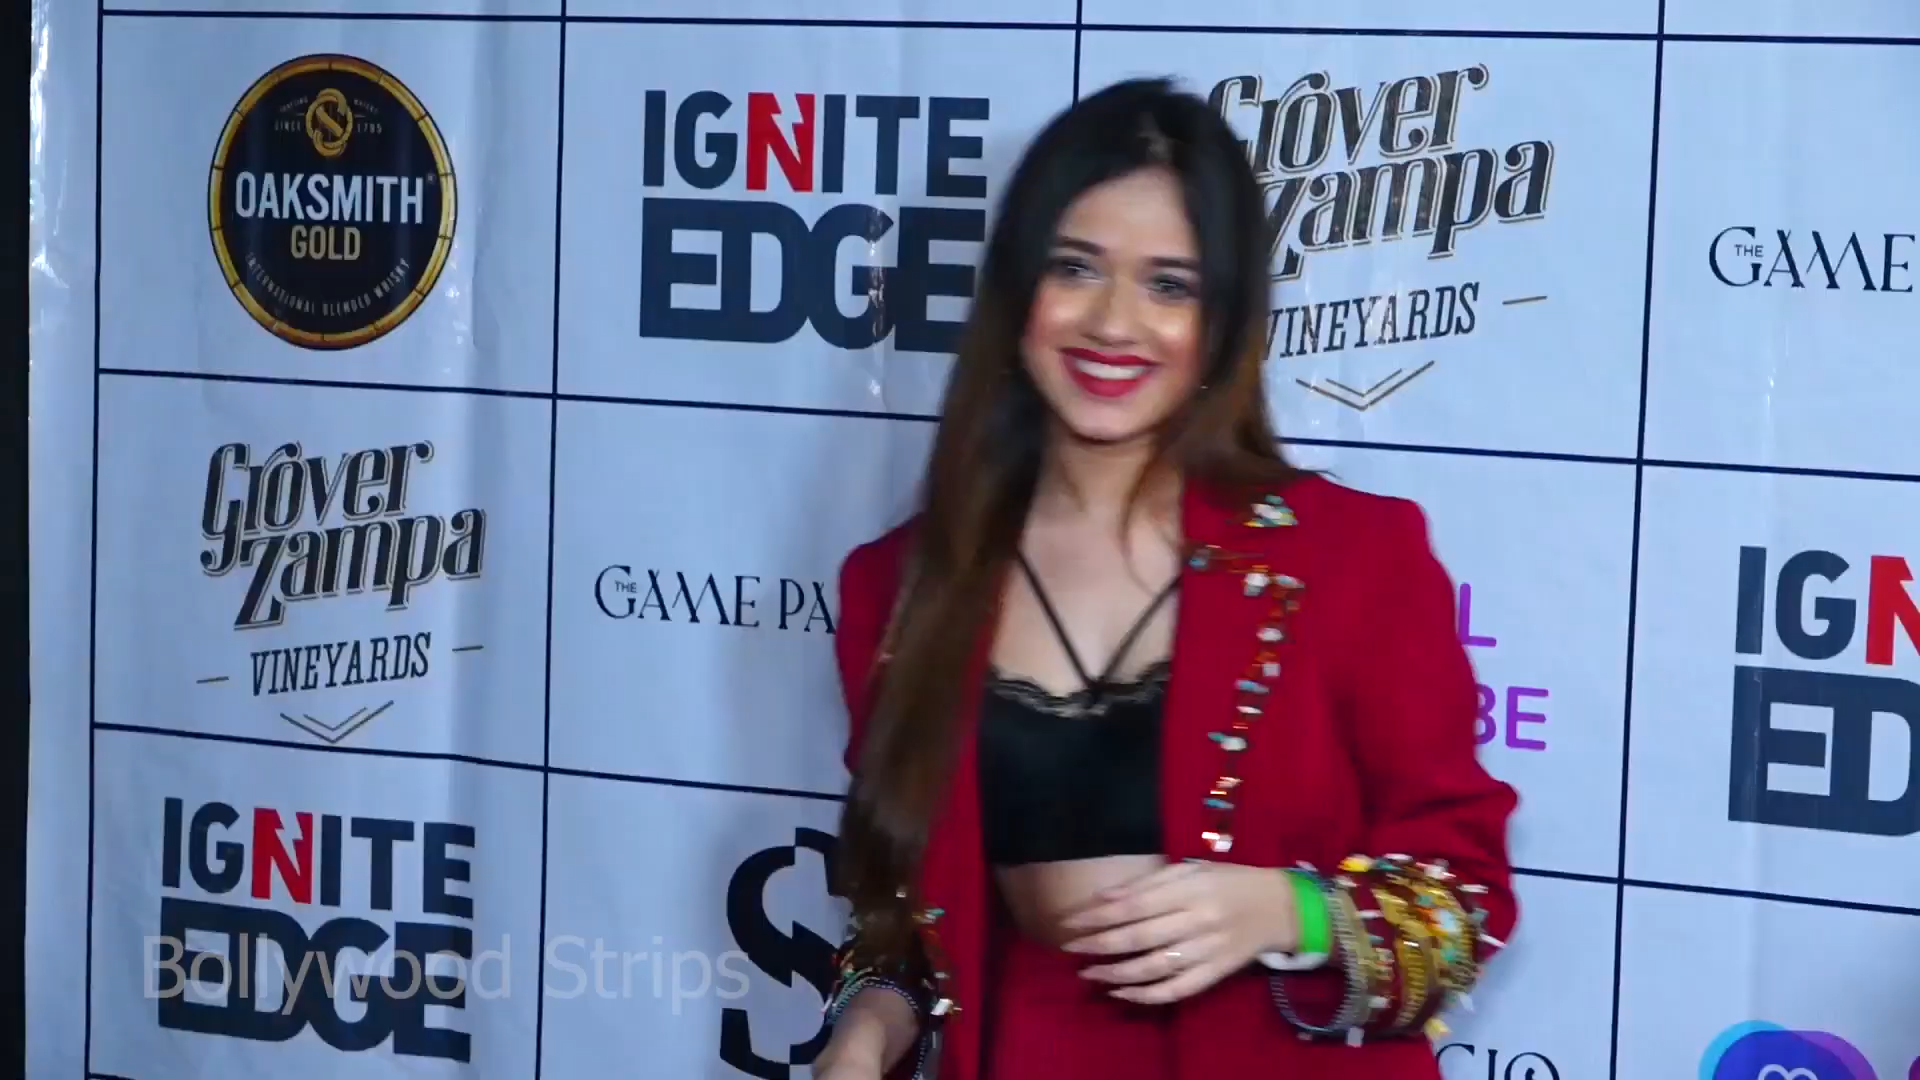 SINCE 1795
OAKSMITH
GOLD
INTERNATIONAL BLENDED WHISKY
IGNITE
EDGE
Grover
Zampa
VINEYARDS
THE
GAME
Grover
Zampa
VINEYARDS
THE
GAME PA
L
BE
IGN
ED
IGNITE
EDGE
S
Bollywood Strips